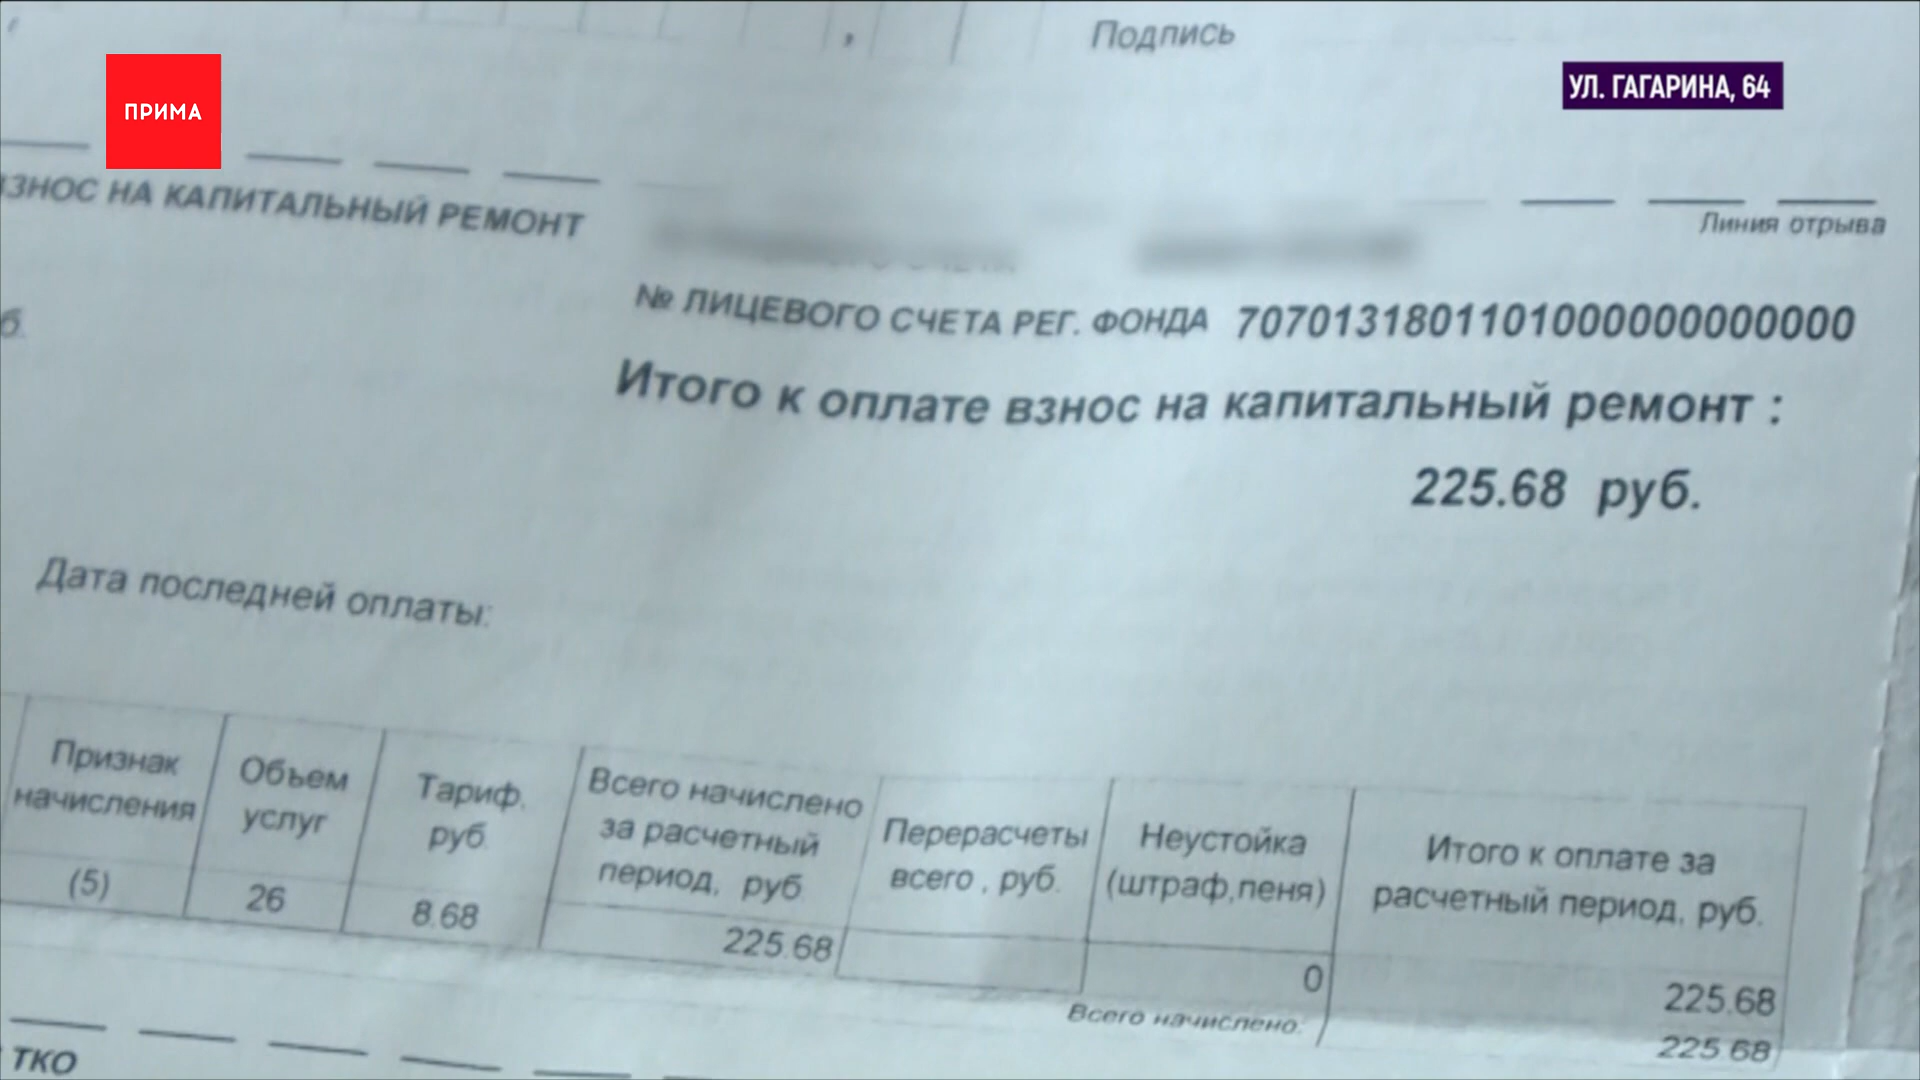 Подпись
ПРИМА
УЛ. ГАГАРИНА, 64
ВЗНОС НА КАПИТАЛЬНЫЙ РЕМОНТ
Линия отрыва
№ ЛИЦЕВОГО СЧЕТА РЕГ. ФОНДА 707013180110100000000000
б.
Итого к оплате взнос на капитальный ремонт :
225.68 руб.
Дата последней оплаты:
Признак начисления
Объем услуг
Тариф, руб.
Всего начислено за расчетный период, руб.
Перерасчеты всего , руб.
Неустойка (штраф,пеня)
Итого к оплате за расчетный период, руб.
(5) 26 8.68 225.68 0 225.68
Всего начислено: 225.68
ТКО